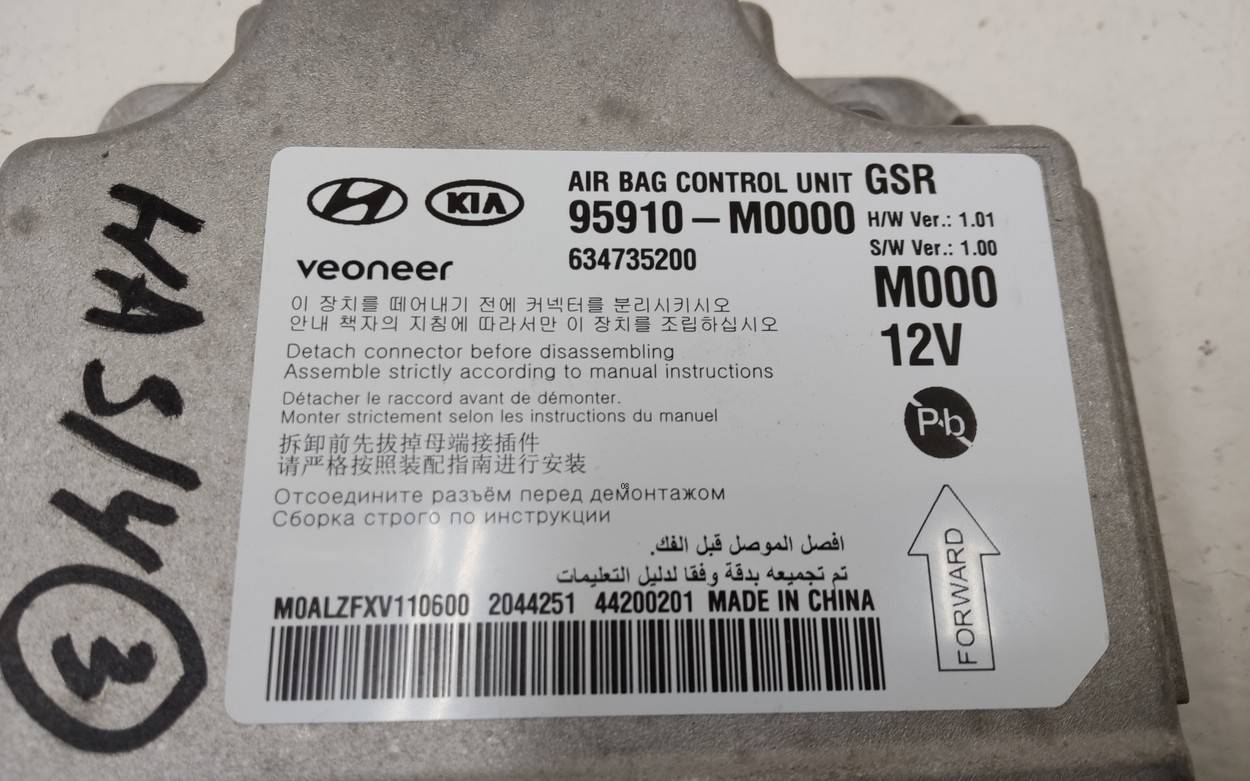 HA S/4
3
KIA
veoneer
AIR BAG CONTROL UNIT GSR
95910-M0000 H/W Ver.: 1.01
634735200 S/W Ver.: 1.00
M000
12V
Pb
이 장치를 떼어내기 전에 커넥터를 분리시키시오
안내 책자의 지침에 따라서만 이 장치를 조립하십시오
Detach connector before disassembling
Assemble strictly according to manual instructions
Détacher le raccord avant de démonter.
Monter strictement selon les instructions du manuel
拆卸前先拔掉母端接插件
请严格按照装配指南进行安装
Отсоедините разъём перед демонтажом
Сборка строго по инструкции
افصل الموصل قبل الفك.
تم تجميعه بدقة وفقا لدليل التعليمات
M0ALZFXV110600 2044251 44200201 MADE IN CHINA
FORWARD